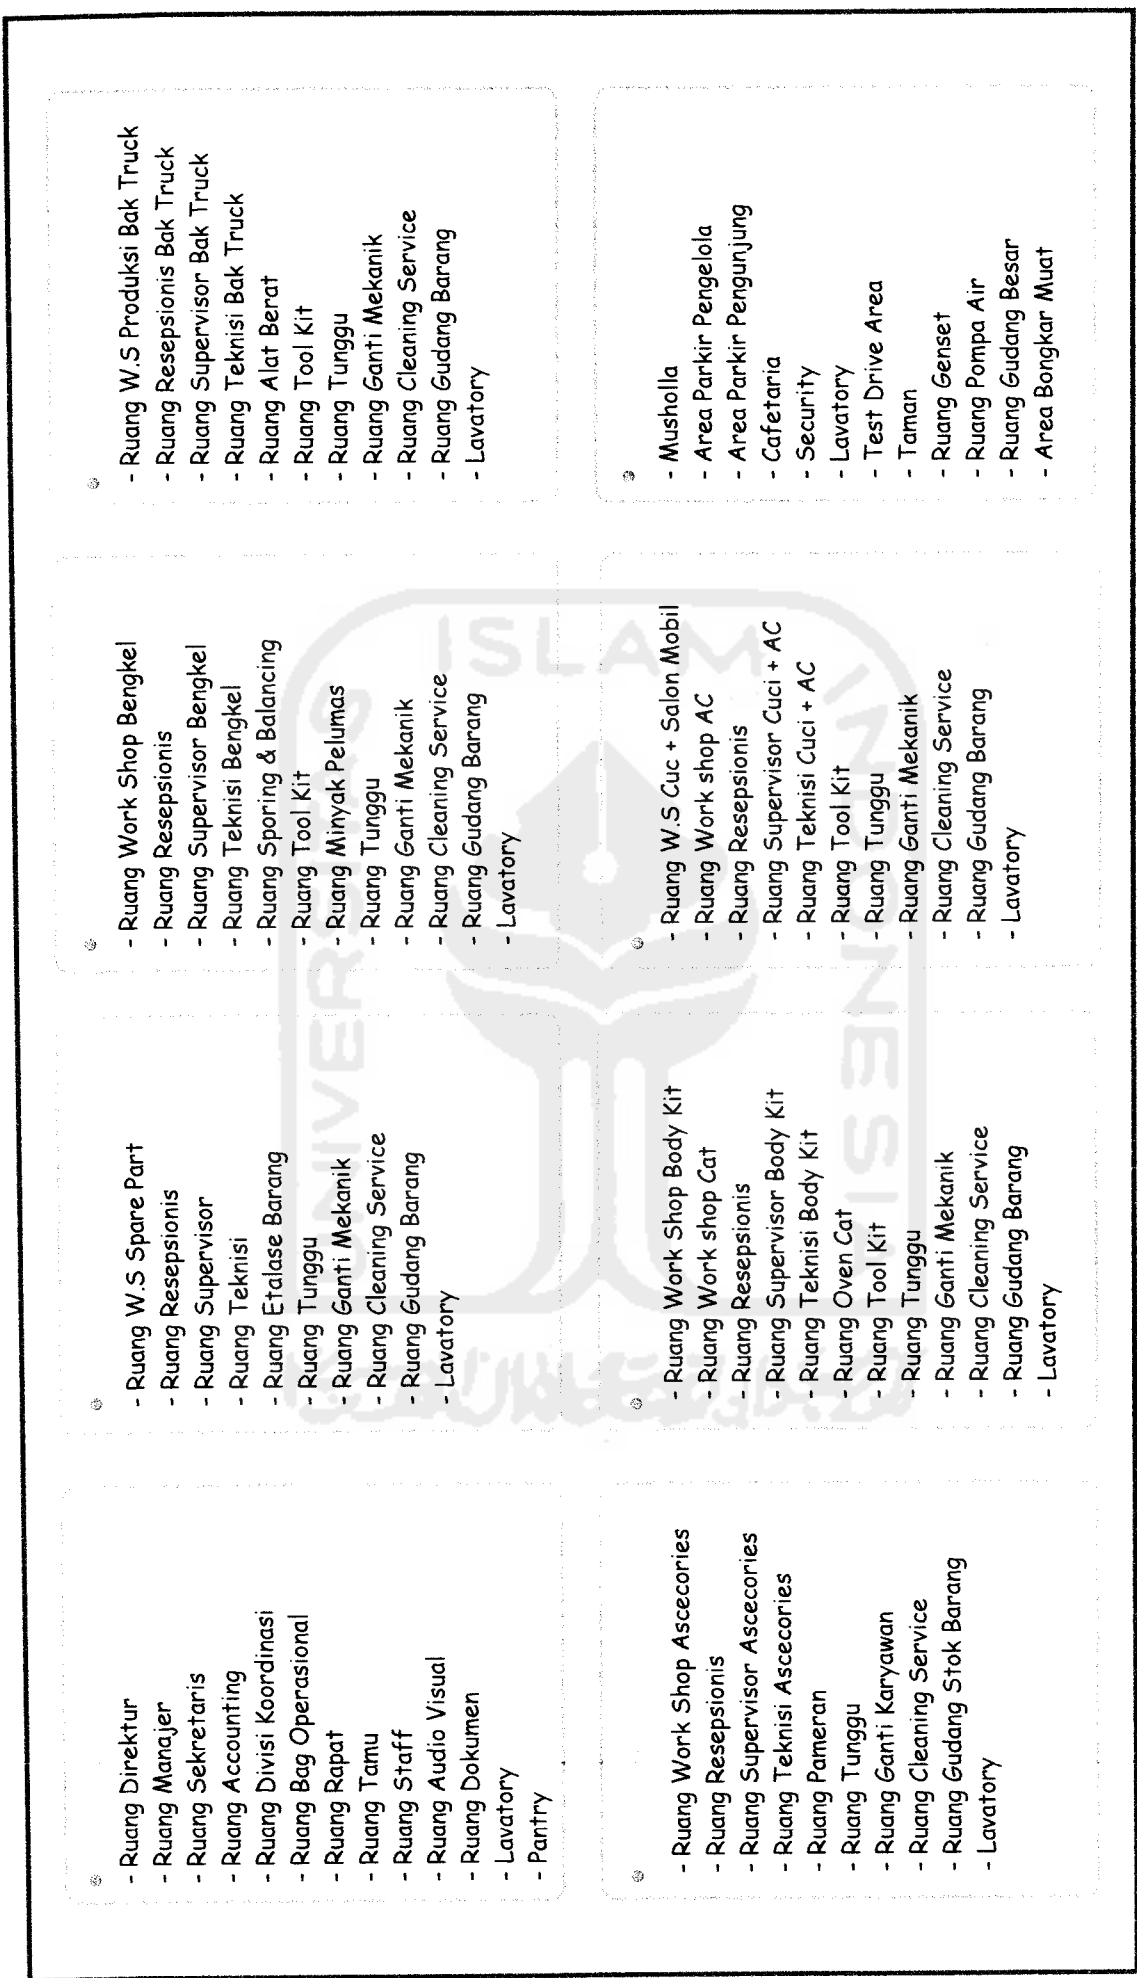 - Ruang Direktur
- Ruang Manajer
- Ruang Sekretaris
- Ruang Accounting
- Ruang Divisi Koordinasi
- Ruang Bag Operasional
- Ruang Rapat
- Ruang Tamu
- Ruang Staff
- Ruang Audio Visual
- Ruang Dokumen
- Lavatory
- Pantry
- Ruang W.S Spare Part
- Ruang Resepsionis
- Ruang Supervisor
- Ruang Teknisi
- Ruang Etalase Barang
- Ruang Tunggu
- Ruang Ganti Mekanik
- Ruang Cleaning Service
- Ruang Gudang Barang
- Lavatory
- Ruang Work Shop Bengkel
- Ruang Resepsionis
- Ruang Supervisor Bengkel
- Ruang Teknisi Bengkel
- Ruang Sporing & Balancing
- Ruang Tool Kit
- Ruang Minyak Pelumas
- Ruang Tunggu
- Ruang Ganti Mekanik
- Ruang Cleaning Service
- Ruang Gudang Barang
- Lavatory
- Ruang W.S Produksi Bak Truck
- Ruang Resepsionis Bak Truck
- Ruang Supervisor Bak Truck
- Ruang Teknisi Bak Truck
- Ruang Alat Berat
- Ruang Tool Kit
- Ruang Tunggu
- Ruang Ganti Mekanik
- Ruang Cleaning Service
- Ruang Gudang Barang
- Lavatory
- Ruang Work Shop Ascecories
- Ruang Resepsionis
- Ruang Supervisor Ascecories
- Ruang Teknisi Ascecories
- Ruang Pameran
- Ruang Tunggu
- Ruang Ganti Karyawan
- Ruang Cleaning Service
- Ruang Gudang Stok Barang
- Lavatory
- Ruang Work Shop Body Kit
- Ruang Work shop Cat
- Ruang Resepsionis
- Ruang Supervisor Body Kit
- Ruang Teknisi Body Kit
- Ruang Oven Cat
- Ruang Tool Kit
- Ruang Tunggu
- Ruang Ganti Mekanik
- Ruang Cleaning Service
- Ruang Gudang Barang
- Lavatory
- Ruang W.S Cuc + Salon Mobil
- Ruang Work shop AC
- Ruang Resepsionis
- Ruang Supervisor Cuci + AC
- Ruang Teknisi Cuci + AC
- Ruang Tool Kit
- Ruang Tunggu
- Ruang Ganti Mekanik
- Ruang Cleaning Service
- Ruang Gudang Barang
- Lavatory
- Musholla
- Area Parkir Pengelola
- Area Parkir Pengunjung
- Cafetaria
- Security
- Lavatory
- Test Drive Area
- Taman
- Ruang Genset
- Ruang Pompa Air
- Ruang Gudang Besar
- Area Bongkar Muat
UNIVERSITAS
ISLAM
INDONESIA